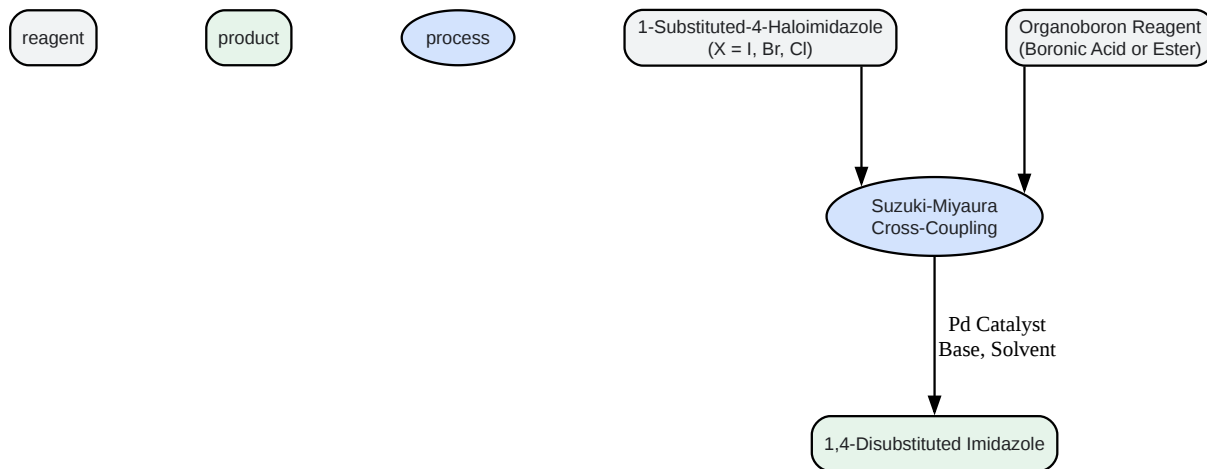 reagent
product
process
1-Substituted-4-Haloimidazole
(X = I, Br, Cl)
Organoboron Reagent
(Boronic Acid or Ester)
Suzuki-Miyaura
Cross-Coupling
Pd Catalyst
Base, Solvent
1,4-Disubstituted Imidazole